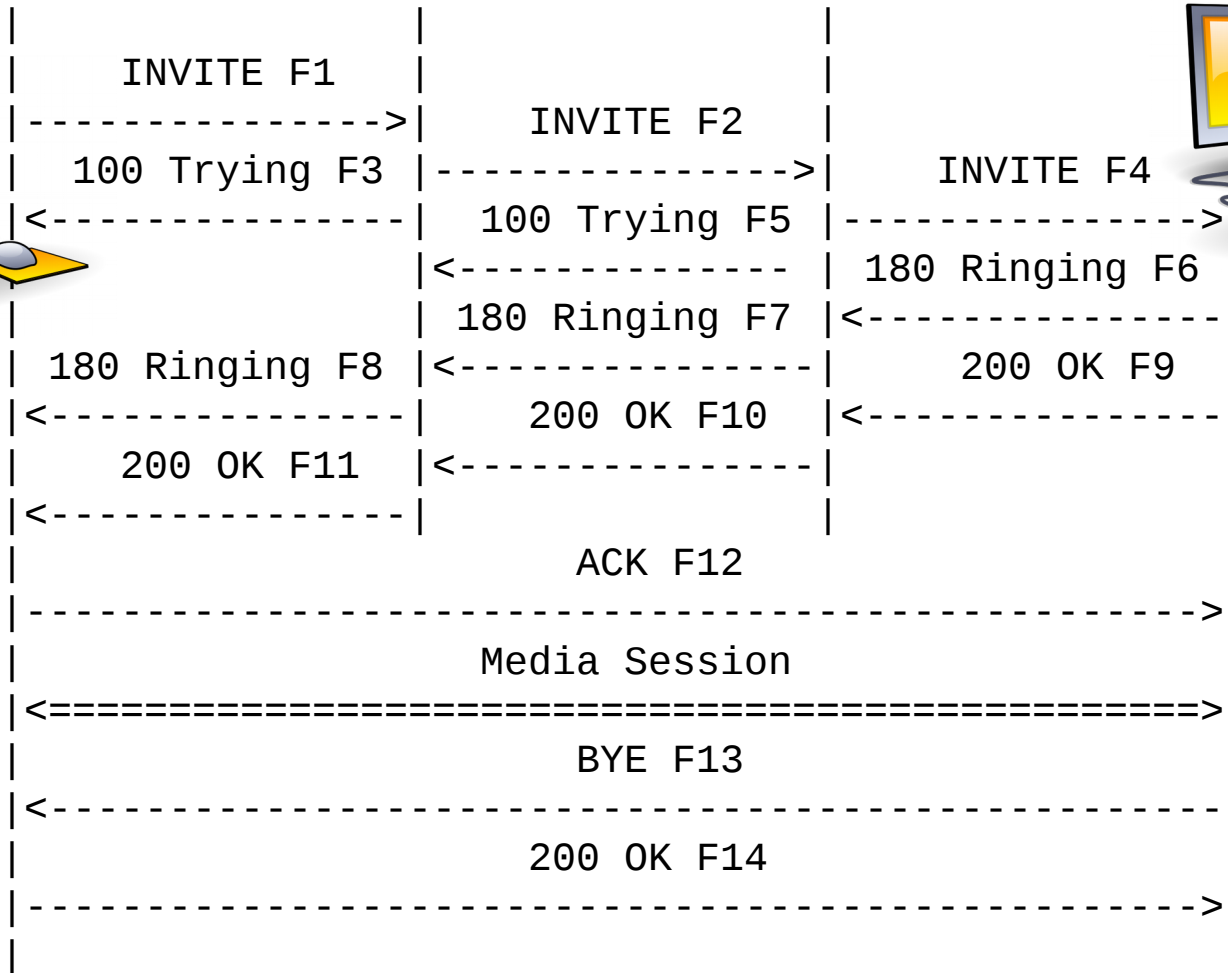 |                |                |
|    INVITE F1   |                |
|--------------->|    INVITE F2   |
|  100 Trying F3 |--------------->|    INVITE F4
|<---------------|  100 Trying F5 |--------------->
|                |<-------------- | 180 Ringing F6
|                | 180 Ringing F7 |<---------------
| 180 Ringing F8 |<---------------|     200 OK F9
|<---------------|    200 OK F10  |<---------------
|    200 OK F11  |<---------------|
|<---------------|                |
|                       ACK F12
|------------------------------------------------->
|                   Media Session
|<================================================>
|                       BYE F13
|<-------------------------------------------------
|                     200 OK F14
|------------------------------------------------->
|